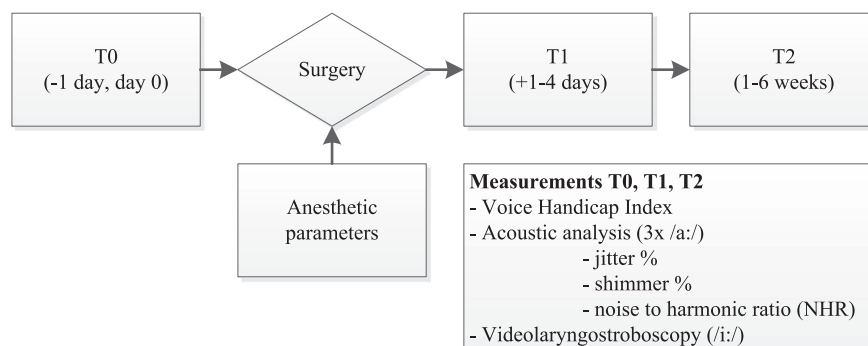 T0
(-1 day, day 0)
Surgery
T1
(+1-4 days)
T2
(1-6 weeks)
Anesthetic
parameters
Measurements T0, T1, T2
- Voice Handicap Index
- Acoustic analysis (3x /a:/)
- jitter %
- shimmer %
- noise to harmonic ratio (NHR)
- Videolaryngostroboscopy (/i:/)